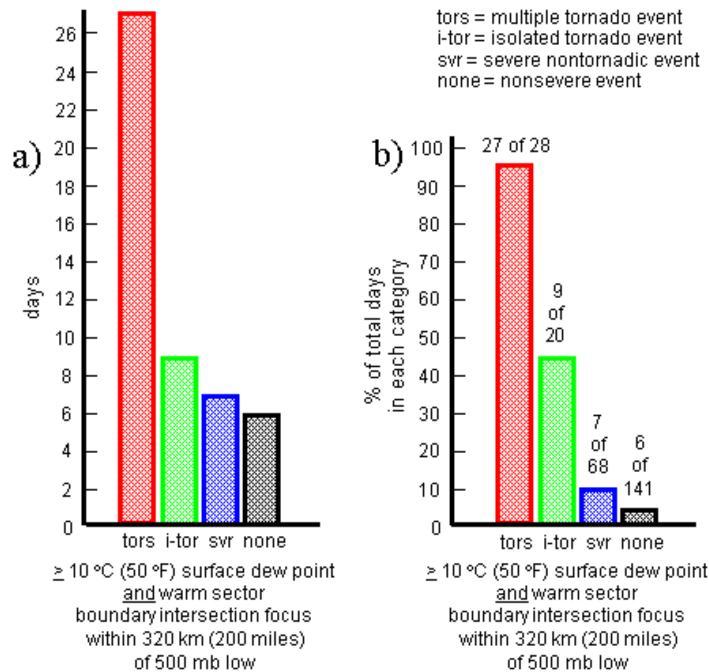 tors = multiple tornado event
i-tor = isolated tornado event
svr = severe nontornadic event
none = nonsevere event
a)
26
24
22
20
18
16
14
12
10
8
6
4
2
0
days
tors i-tor svr none
≥ 10 °C (50 °F) surface dew point
and warm sector
boundary intersection focus
within 320 km (200 miles)
of 500 mb low
b)
100
90
80
70
60
50
40
30
20
10
0
% of total days
in each category
27 of 28
9
of
20
7
of
68
6
of
141
tors i-tor svr none
≥ 10 °C (50 °F) surface dew point
and warm sector
boundary intersection focus
within 320 km (200 miles)
of 500 mb low